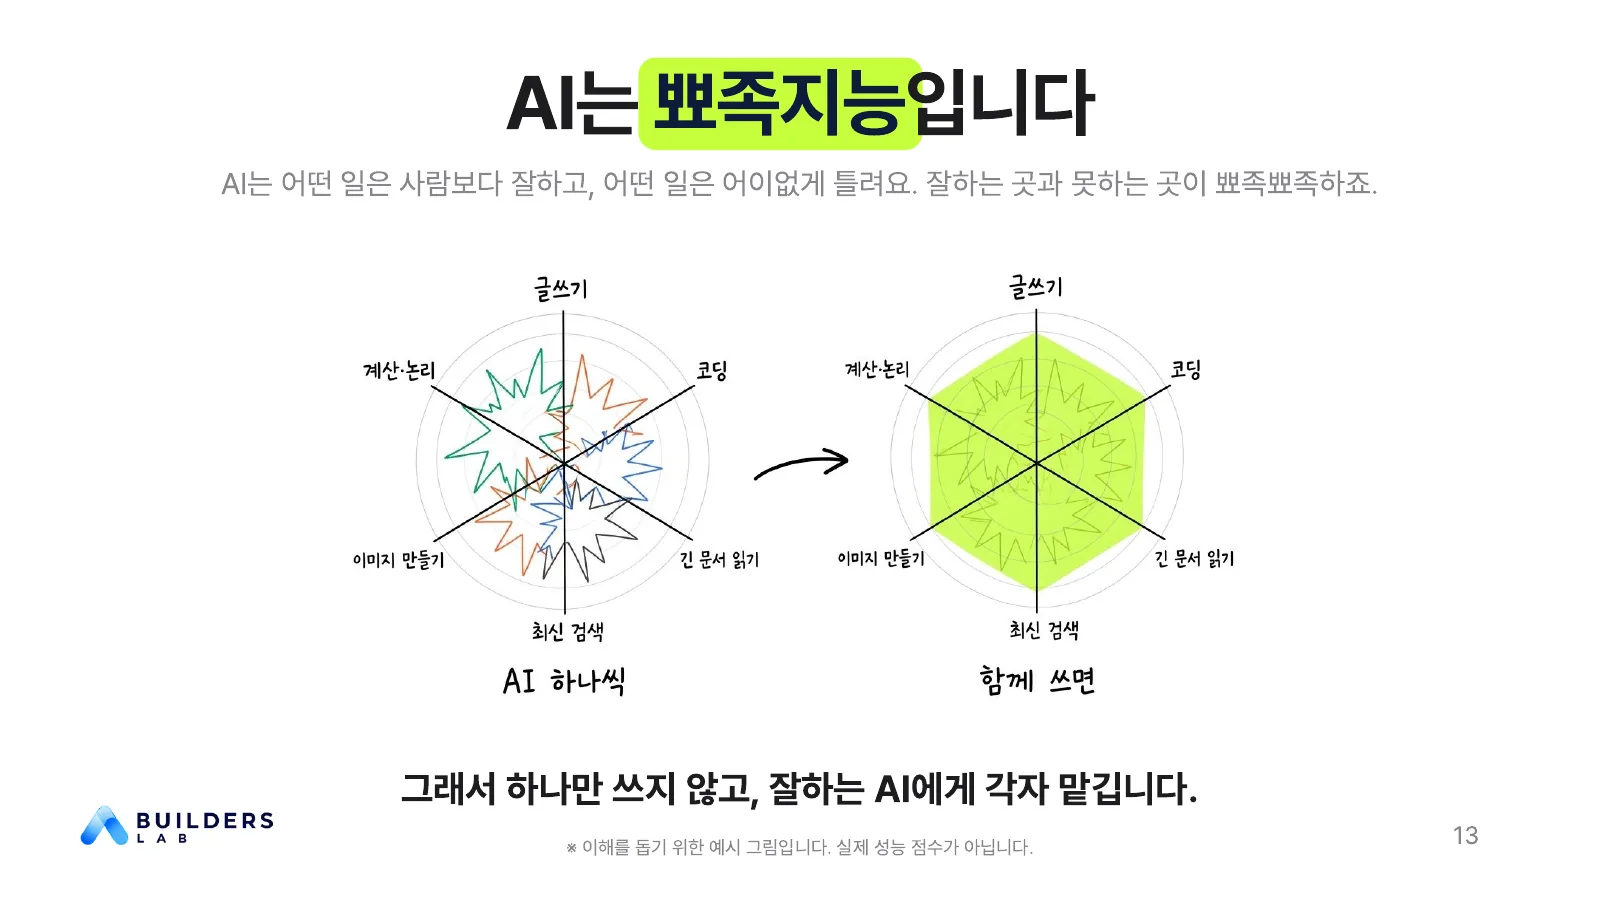 AI는 뾰족지능입니다
AI는 어떤 일은 사람보다 잘하고, 어떤 일은 어이없게 틀려요. 잘하는 곳과 못하는 곳이 뾰족뾰족하죠.
글쓰기
계산·논리
코딩
이미지 만들기
긴 문서 읽기
최신 검색
AI 하나씩
글쓰기
계산·논리
코딩
이미지 만들기
긴 문서 읽기
최신 검색
함께 쓰면
그래서 하나만 쓰지 않고, 잘하는 AI에게 각자 맡깁니다.
※ 이해를 돕기 위한 예시 그림입니다. 실제 성능 점수가 아닙니다.
BUILDERS
LAB
13